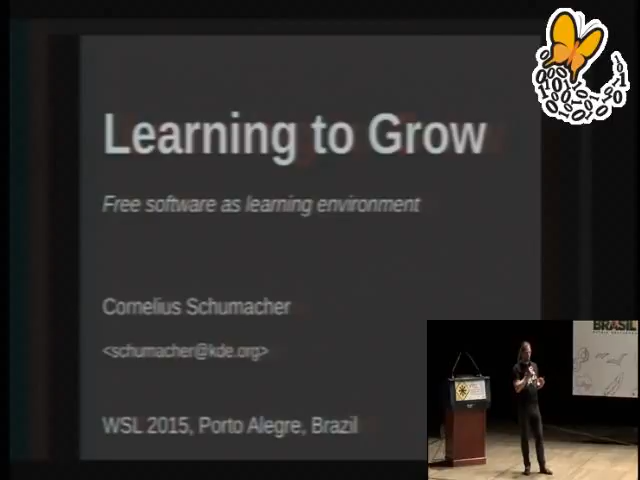 Learning to Grow
Free software as learning environment
Cornelius Schumacher
<schumacher@kde.org>
WSL 2015, Porto Alegre, Brazil
BRASIL